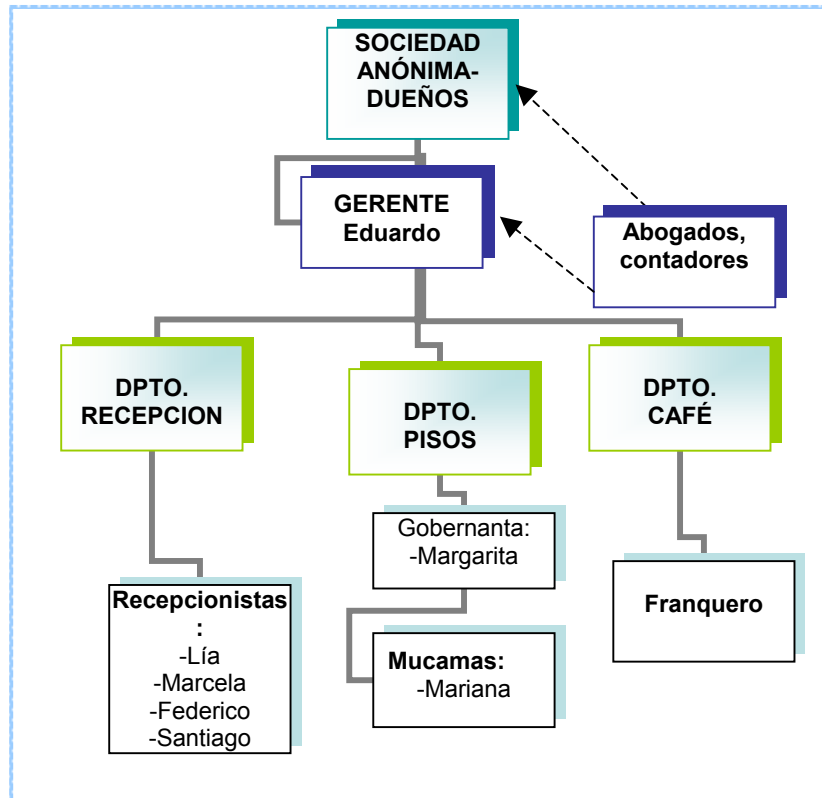 SOCIEDAD
ANÓNIMA-
DUEÑOS
GERENTE
Eduardo
Abogados,
contadores
DPTO.
RECEPCION
DPTO.
PISOS
DPTO.
CAFÉ
Gobernanta:
-Margarita
Recepcionistas
:
-Lía
-Marcela
-Federico
-Santiago
Mucamas:
-Mariana
Franquero